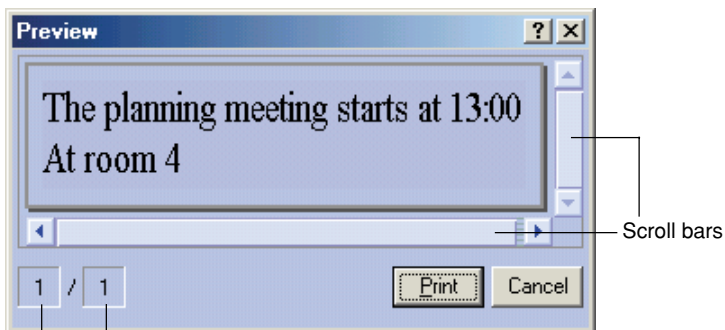 Preview
The planning meeting starts at 13:00
At room 4
Scroll bars
1 / 1
Print Cancel